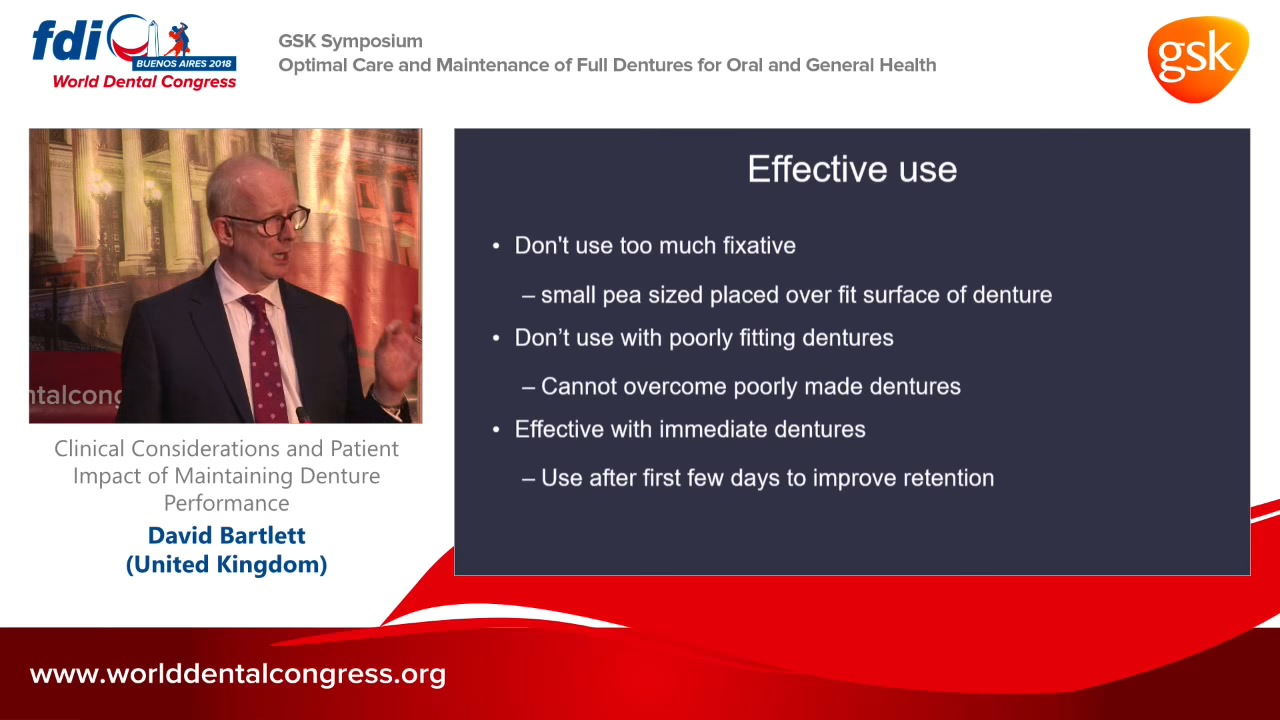 fdi
BUENOS AIRES 2018
World Dental Congress
GSK Symposium
Optimal Care and Maintenance of Full Dentures for Oral and General Health
gsk
ntalcong
Clinical Considerations and Patient
Impact of Maintaining Denture
Performance
David Bartlett
(United Kingdom)
Effective use
• Don't use too much fixative
– small pea sized placed over fit surface of denture
• Don’t use with poorly fitting dentures
– Cannot overcome poorly made dentures
• Effective with immediate dentures
– Use after first few days to improve retention
www.worlddentalcongress.org